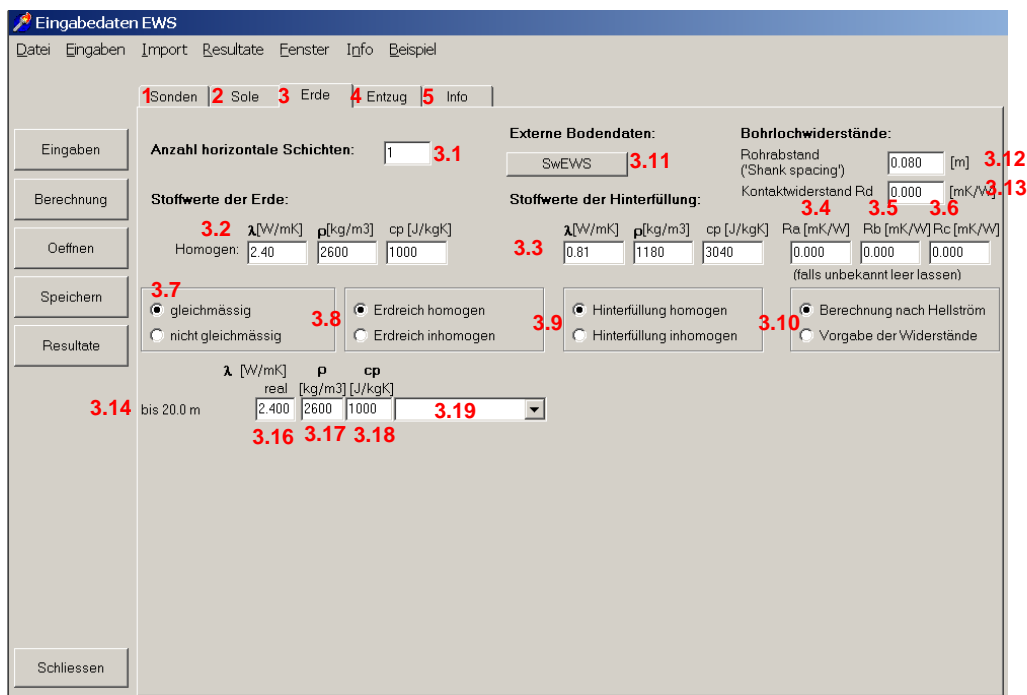 Eingabedaten EWS
Datei Eingaben Import Resultate Fenster Info Beispiel
1 Sonden 2 Sole 3 Erde 4 Entzug 5 Info
Eingaben
Berechnung
Oeffnen
Speichern
Resultate
Schliessen
Anzahl horizontale Schichten: 1 3.1
Externe Bodendaten:
SwEWS 3.11
Bohrlochwiderstände:
Rohrabstand
('Shank spacing') 0.080 [m] 3.12
Kontaktwiderstand Rd 0.000 [mK/W] 3.13
Stoffwerte der Erde:
3.2 λ[W/mK] ρ[kg/m3] cp [J/kgK]
Homogen: 2.40 2600 1000
Stoffwerte der Hinterfüllung:
λ[W/mK] ρ[kg/m3] cp [J/kgK]
3.3 0.81 1180 3040
3.4 3.5 3.6
Ra [mK/W] Rb [mK/W] Rc [mK/W]
0.000 0.000 0.000
(falls unbekannt leer lassen)
3.7
gleichmässig
nicht gleichmässig
3.8
Erdreich homogen
Erdreich inhomogen
3.9
Hinterfüllung homogen
Hinterfüllung inhomogen
3.10
Berechnung nach Hellström
Vorgabe der Widerstände
λ [W/mK] ρ cp
real [kg/m3] [J/kgK]
3.14 bis 20.0 m 2.400 2600 1000 3.19
3.16 3.17 3.18